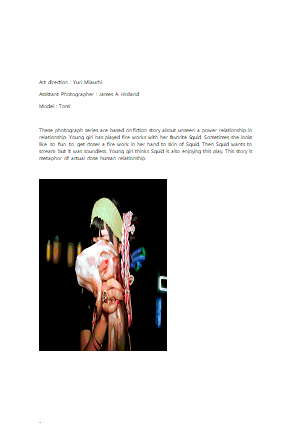 Art direction : Yuri Miauchi
Assistant Photographer : James A. Holland
Model : Tomi
These photograph series are based on fiction story about unseen a power relationship in
relationship. Young girl has played fire works with her favorite Squid. Sometimes she looks
like so fun to get closer a fire work in her hand to skin of Squid. Then Squid wants to
scream but it was soundless. Young girl thinks Squid is also enjoying this play. This story is
metaphor of actual close human relationship.